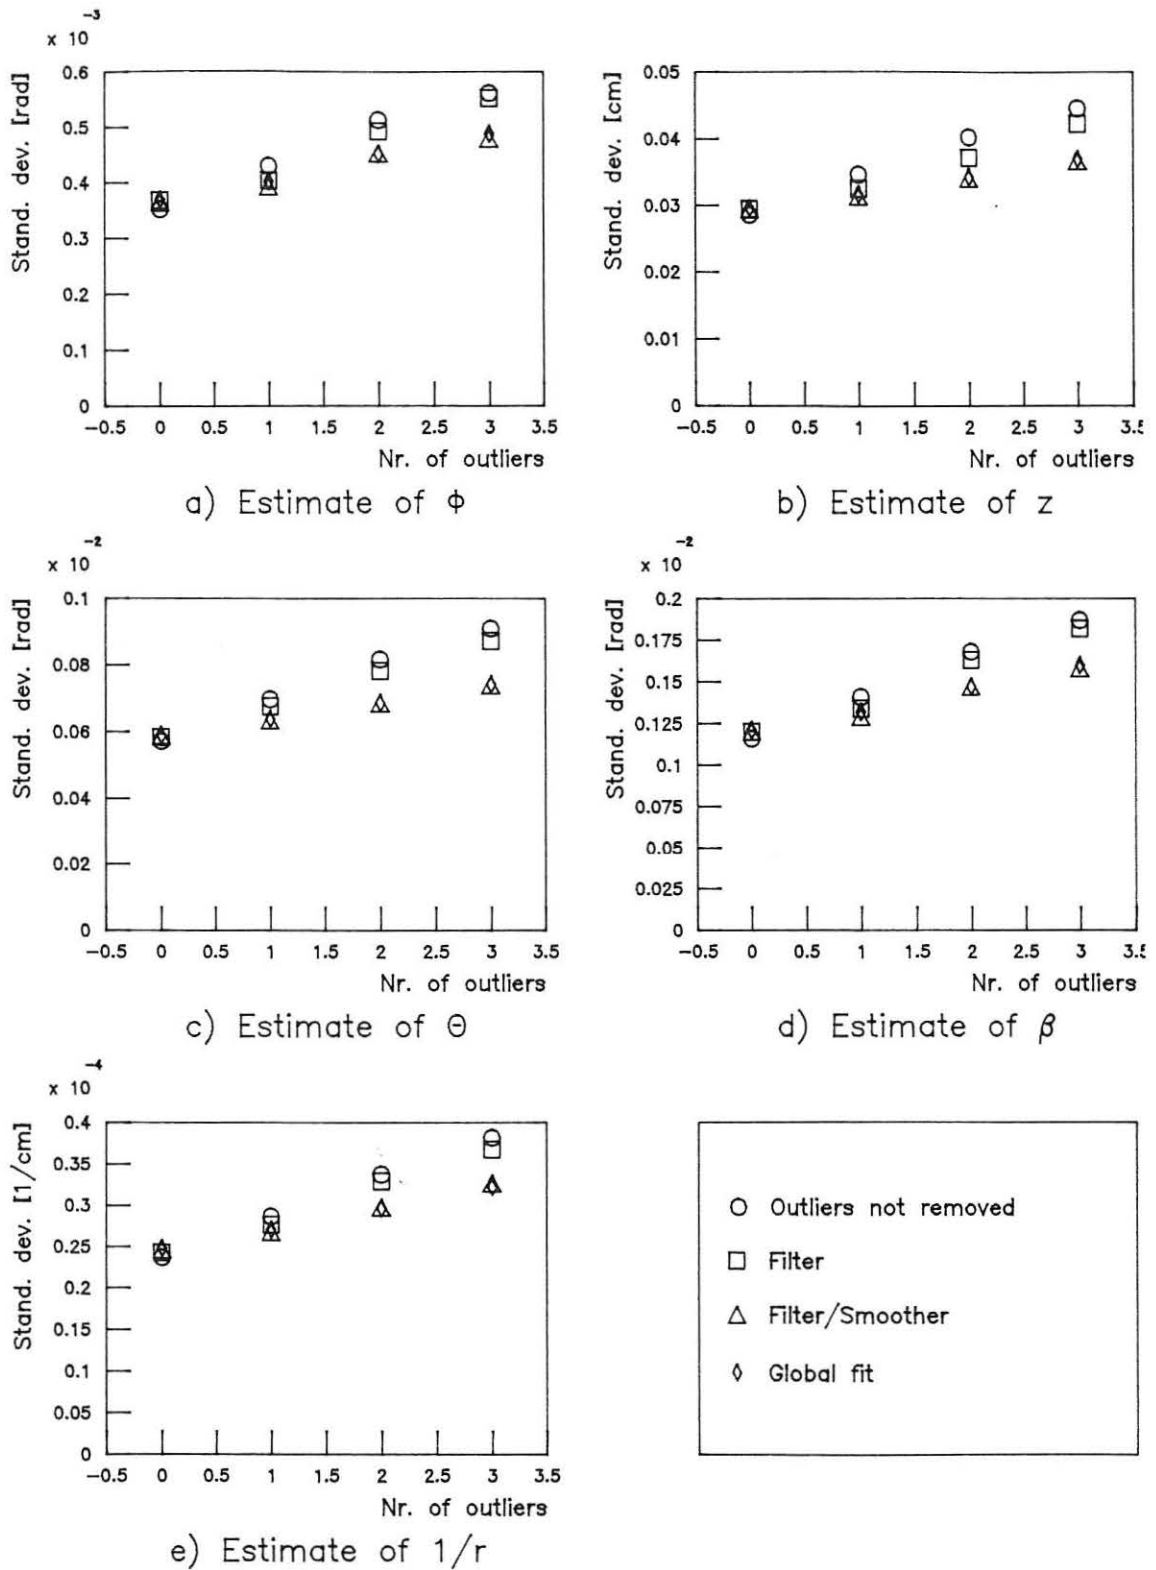 -3
x 10
Stand. dev. [rad]
0.6
0.5
0.4
0.3
0.2
0.1
0
-0.5 0 0.5 1 1.5 2 2.5 3 3.5
Nr. of outliers
a) Estimate of Φ
Stand. dev. [cm]
0.05
0.04
0.03
0.02
0.01
0
-0.5 0 0.5 1 1.5 2 2.5 3 3.5
Nr. of outliers
b) Estimate of z
-2
x 10
Stand. dev. [rad]
0.1
0.08
0.06
0.04
0.02
0
-0.5 0 0.5 1 1.5 2 2.5 3 3.5
Nr. of outliers
c) Estimate of Θ
-2
x 10
Stand. dev. [rad]
0.2
0.175
0.15
0.125
0.1
0.075
0.05
0.025
0
-0.5 0 0.5 1 1.5 2 2.5 3 3.5
Nr. of outliers
d) Estimate of β
-4
x 10
Stand. dev. [1/cm]
0.4
0.35
0.3
0.25
0.2
0.15
0.1
0.05
0
-0.5 0 0.5 1 1.5 2 2.5 3 3.5
Nr. of outliers
e) Estimate of 1/r
Outliers not removed
Filter
Filter/Smoother
Global fit